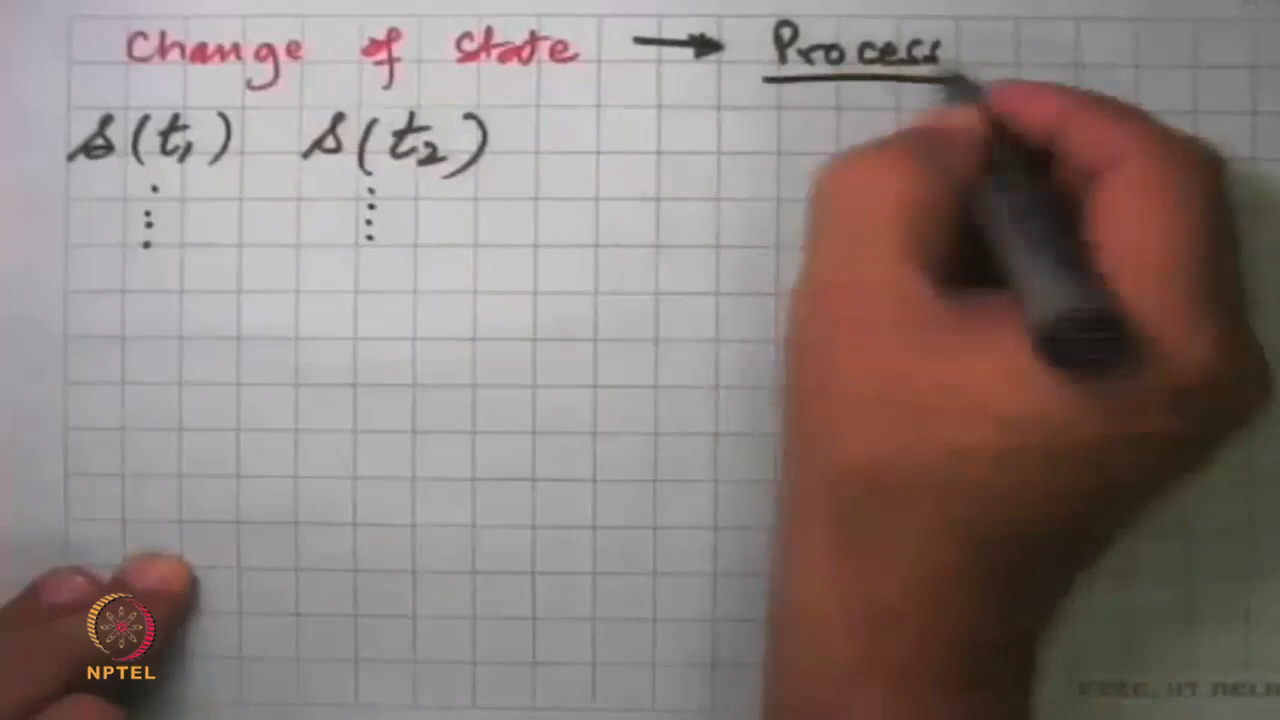 Change of state → Process
s(t₁) s(t₂)
NPTEL